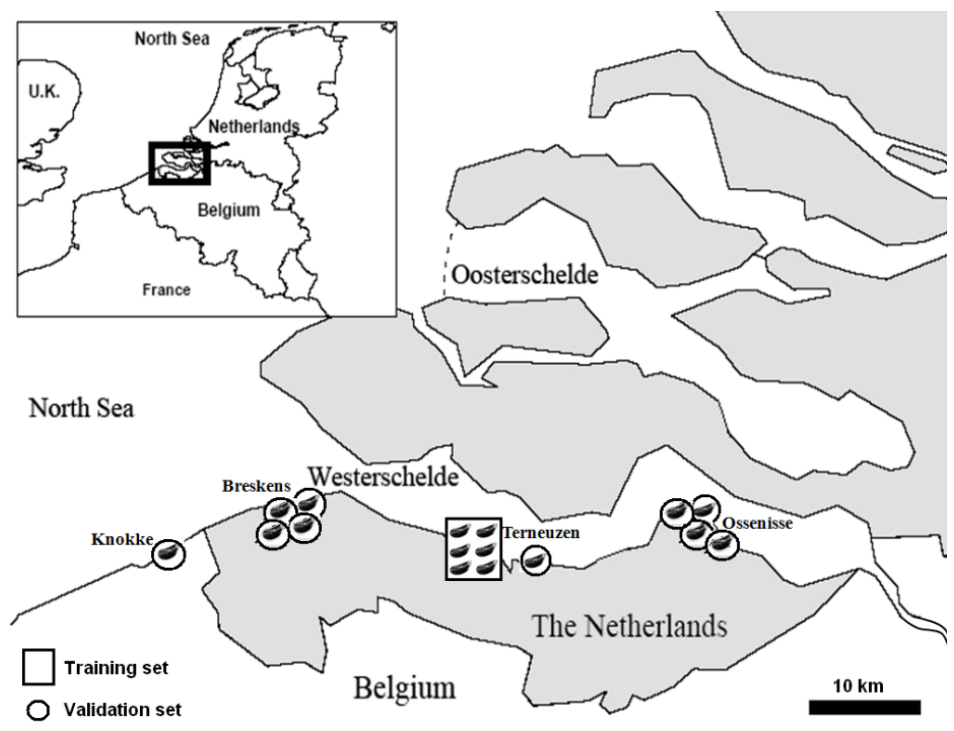 North Sea
U.K.
Netherlands
Belgium
France
Oosterschelde
North Sea
Westerschelde
Breskens
Knokke
Terneuzen
Ossenisse
The Netherlands
Belgium
Training set
Validation set
10 km